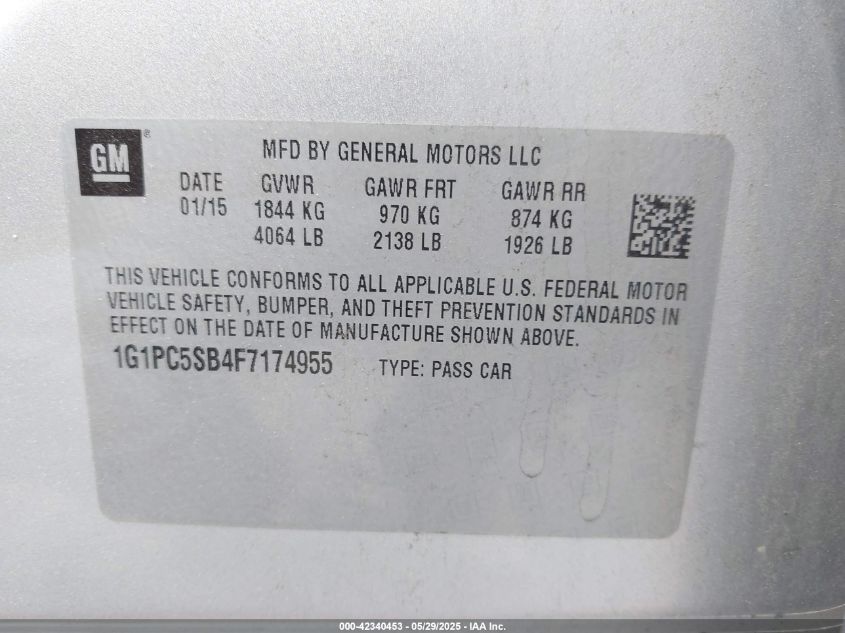 GM®
MFD BY GENERAL MOTORS LLC
DATE GVWR GAWR FRT GAWR RR
01/15 1844 KG 970 KG 874 KG
4064 LB 2138 LB 1926 LB
THIS VEHICLE CONFORMS TO ALL APPLICABLE U.S. FEDERAL MOTOR
VEHICLE SAFETY, BUMPER, AND THEFT PREVENTION STANDARDS IN
EFFECT ON THE DATE OF MANUFACTURE SHOWN ABOVE.
1G1PC5SB4F7174955 TYPE: PASS CAR
000-42340453 - 05/29/2025 - IAA Inc.